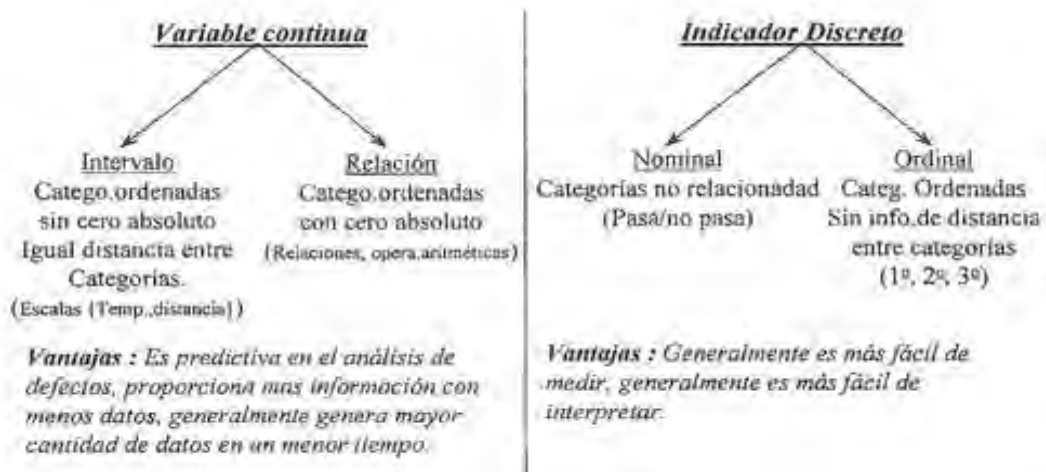 Variable continua
Intervalo
Catego.ordenadas
sin cero absoluto
Igual distancia entre
Categorías.
(Escalas {Temp.,distancia})
Relación
Catego.ordenadas
con cero absoluto
(Relaciones, opera.aritméticas)
Vantajas : Es predictiva en el análisis de
defectos, proporciona mas información con
menos datos, generalmente genera mayor
cantidad de datos en un menor tiempo.
Indicador Discreto
Nominal
Categorías no relacionadad
(Pasa/no pasa)
Ordinal
Categ. Ordenadas
Sin info.de distancia
entre categorías
(1º, 2º, 3º)
Vantajas : Generalmente es más fácil de
medir, generalmente es más fácil de
interpretar.